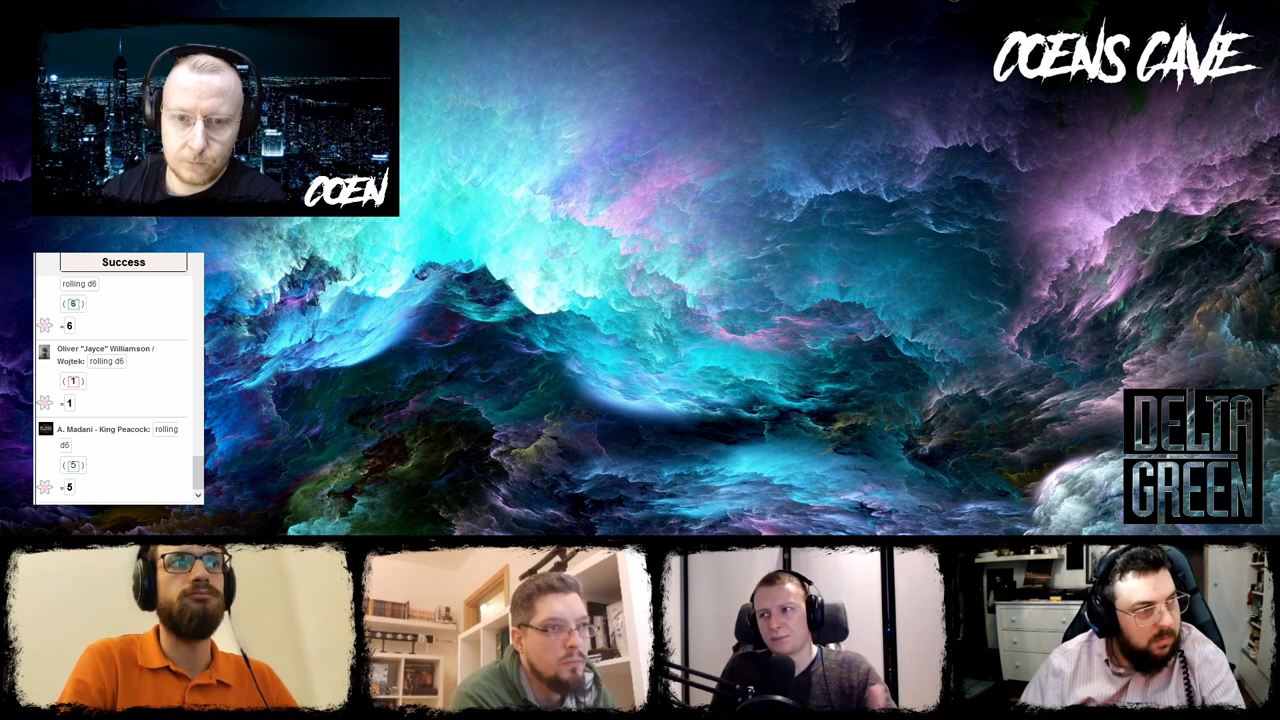 COENS CAVE
COEN
Success
rolling d6
( 6 )
= 6
Oliver "Jayce" Williamson /
Wojtek: rolling d6
( 1 )
= 1
A. Madani - King Peacock: rolling
d6
( 5 )
= 5
DELTA
GREEN